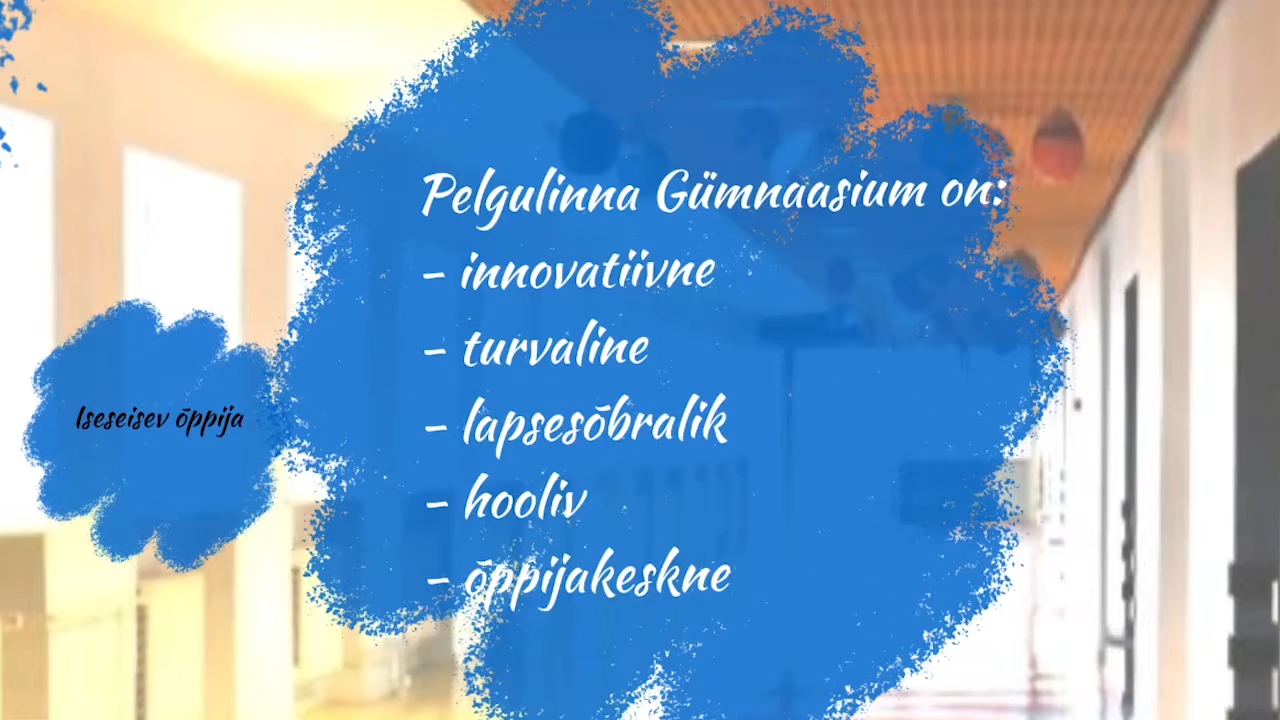 Pelgulinna Gümnaasium on:
- innovatiivne
- turvaline
- lapsesõbralik
- hooliv
- õppijakeskne
Iseseisev õppija